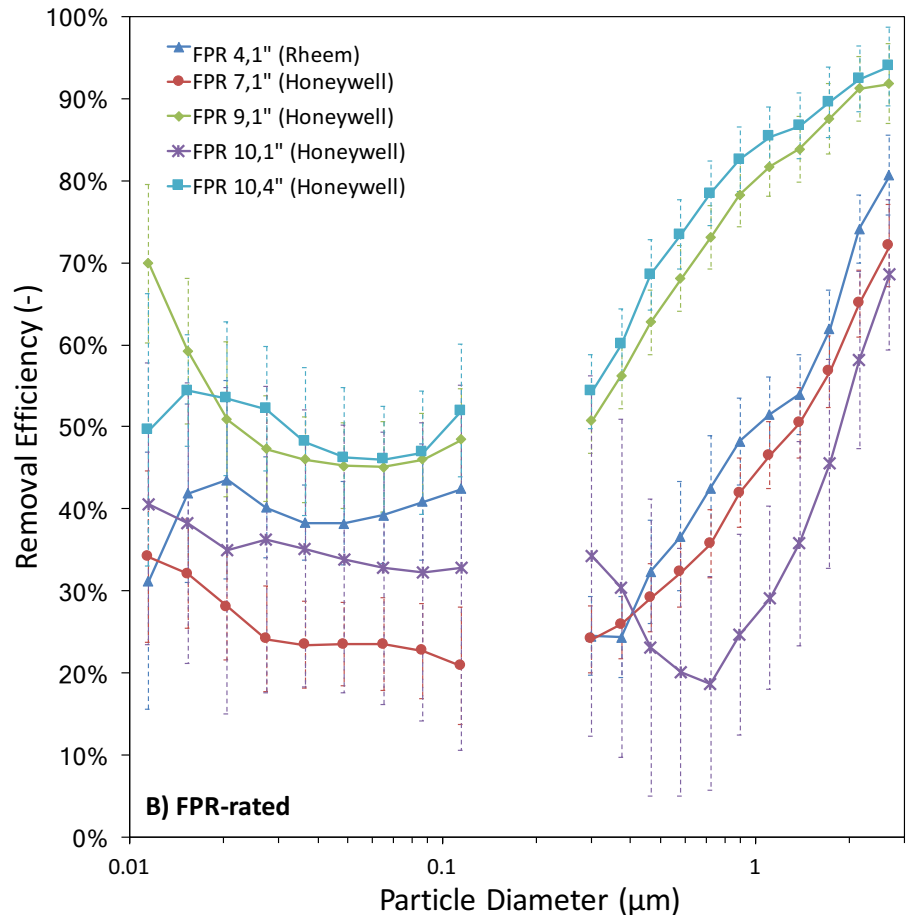 100%
90%
80%
70%
60%
50%
40%
30%
20%
10%
0%
Removal Efficiency (-)
FPR 4,1" (Rheem)
FPR 7,1" (Honeywell)
FPR 9,1" (Honeywell)
FPR 10,1" (Honeywell)
FPR 10,4" (Honeywell)
B) FPR-rated
0.01
0.1
1
Particle Diameter (µm)